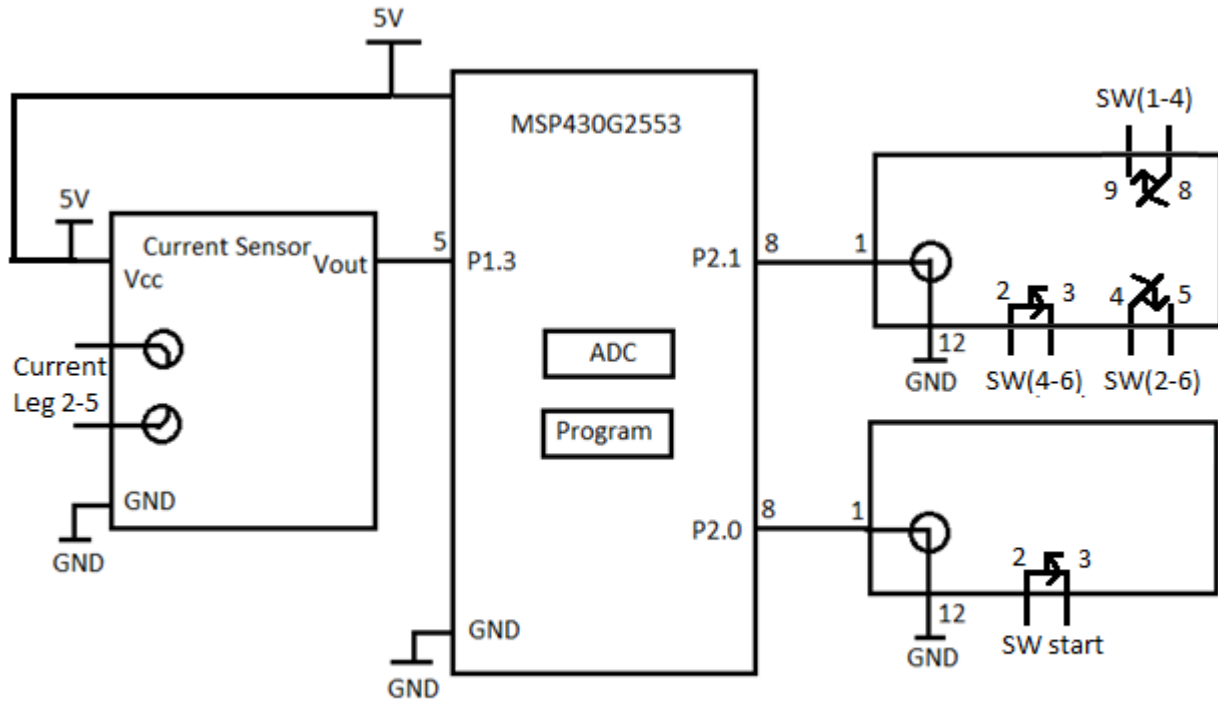 5V
MSP430G2553
SW(1-4)
9 8
5V
Current Sensor
Vcc
Vout
5
P1.3
P2.1
8
1
2 3
4 5
12
GND
SW(4-6)
SW(2-6)
ADC
Program
Current
Leg 2-5
GND
GND
P2.0
8
1
2 3
12
GND
SW start
GND
GND